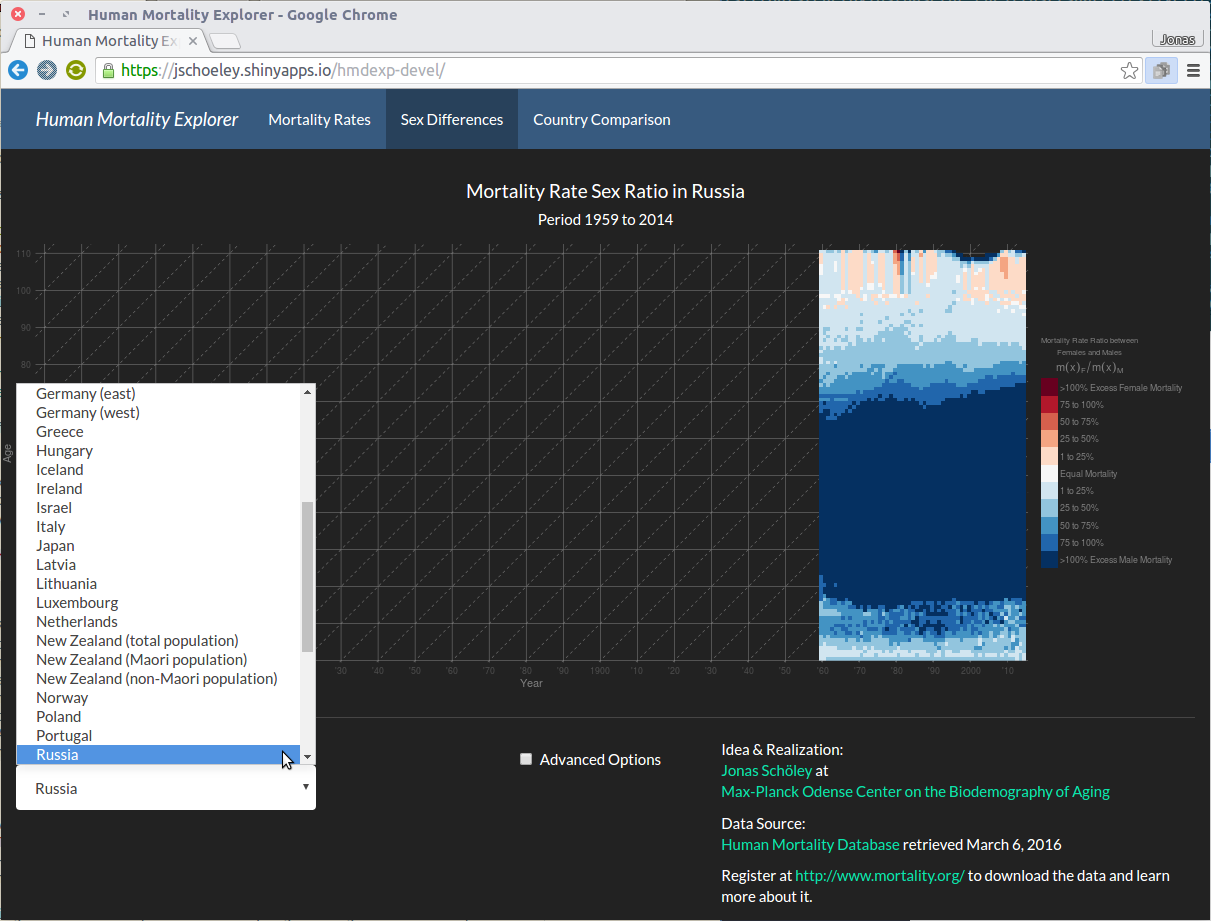 Human Mortality Explorer - Google Chrome
Human Mortality Ex
Jonas
https://jschoeley.shinyapps.io/hmdexp-devel/
Human Mortality Explorer Mortality Rates Sex Differences Country Comparison
Mortality Rate Sex Ratio in Russia
Period 1959 to 2014
110
100
90
80
Age
Mortality Rate Ratio between
Females and Males
m(x)F/m(x)M
>100% Excess Female Mortality
75 to 100%
50 to 75%
25 to 50%
1 to 25%
Equal Mortality
1 to 25%
25 to 50%
50 to 75%
75 to 100%
>100% Excess Male Mortality
Germany (east)
Germany (west)
Greece
Hungary
Iceland
Ireland
Israel
Italy
Japan
Latvia
Lithuania
Luxembourg
Netherlands
New Zealand (total population)
New Zealand (Maori population)
New Zealand (non-Maori population)
Norway
Poland
Portugal
Russia
Russia
'30 '40 '50 '60 '70 '80 '90 1900 '10 '20 '30 '40 '50 '60 '70 '80 '90 2000 '10
Year
Advanced Options
Idea & Realization:
Jonas Schöley at
Max-Planck Odense Center on the Biodemography of Aging
Data Source:
Human Mortality Database retrieved March 6, 2016
Register at http://www.mortality.org/ to download the data and learn
more about it.